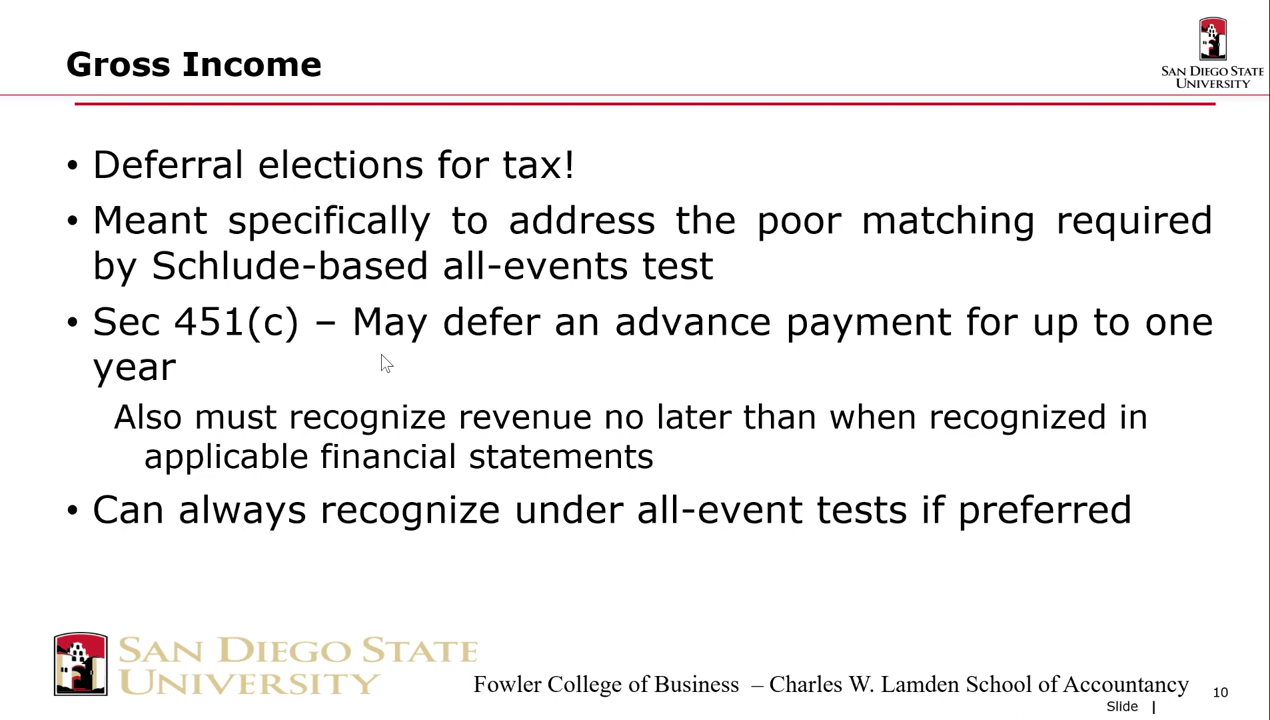 Gross Income
SAN DIEGO STATE
UNIVERSITY
• Deferral elections for tax!
• Meant specifically to address the poor matching required
by Schlude-based all-events test
• Sec 451(c) – May defer an advance payment for up to one
year
Also must recognize revenue no later than when recognized in
applicable financial statements
• Can always recognize under all-event tests if preferred
SAN DIEGO STATE
UNIVERSITY
Fowler College of Business – Charles W. Lamden School of Accountancy
10
Slide |